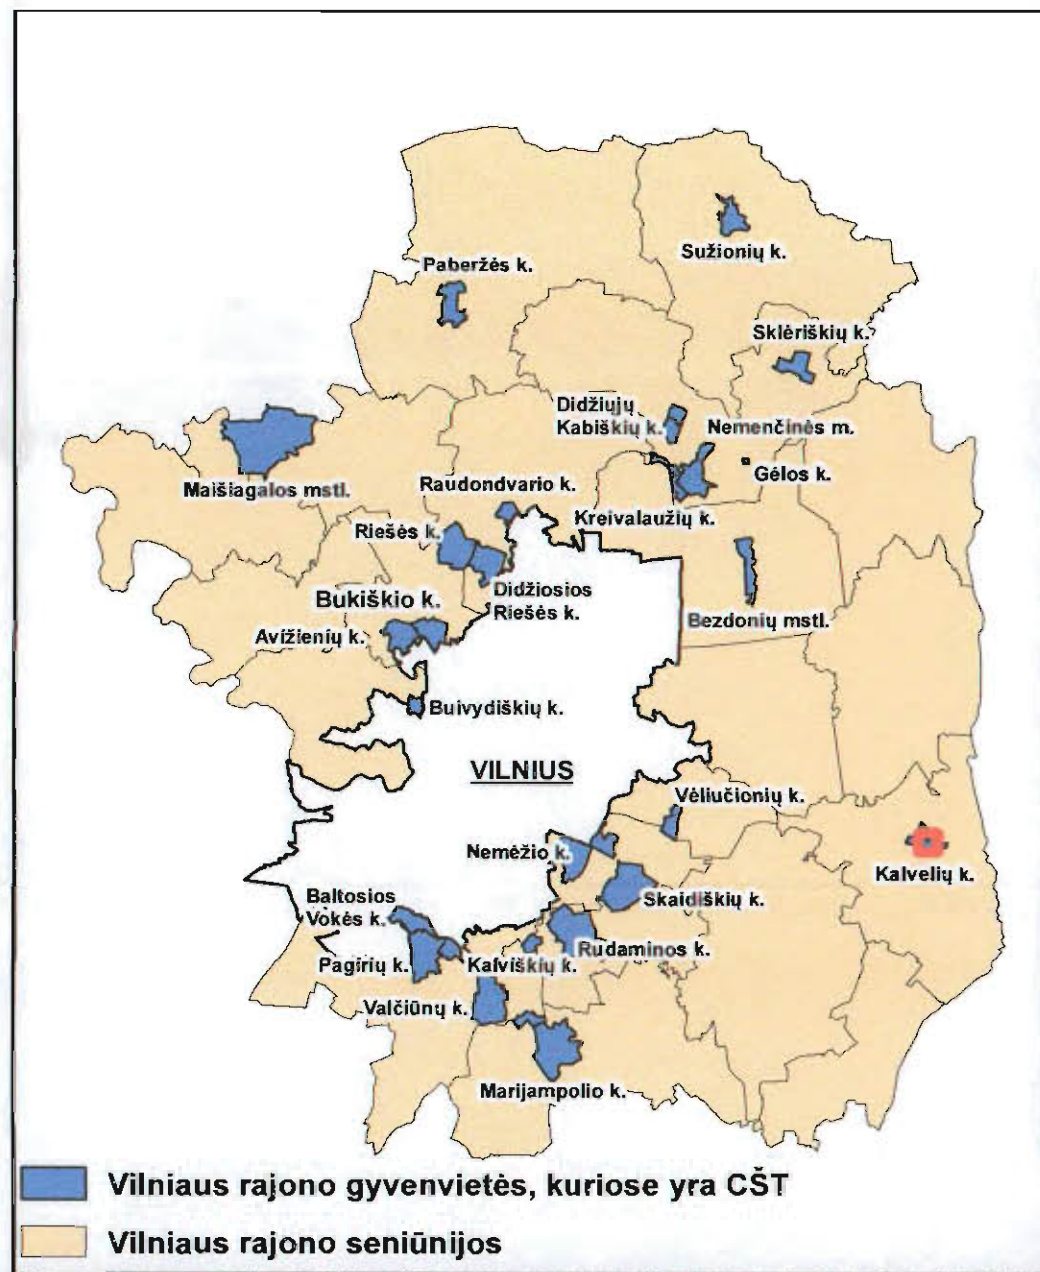 Sužionių k.
Paberžės k.
Sklėriškių k.
Didžiųjų
Kabiškių k.
Nemenčinės m.
Gėlos k.
Maišiagalos mstl.
Raudondvario k.
Kreivalaužių k.
Riešės k.
Didžiosios
Riešės k.
Bukiškio k.
Bezdonių mstl.
Avižienių k.
Buivydiškių k.
VILNIUS
Vėliučionių k.
Nemėžio k.
Kalvelių k.
Baltosios
Vokės k.
Skaidiškių k.
Rudaminos k.
Pagirių k.
Kalviškių k.
Valčiūnų k.
Marijampolio k.
Vilniaus rajono gyvenvietės, kuriose yra CŠT
Vilniaus rajono seniūnijos